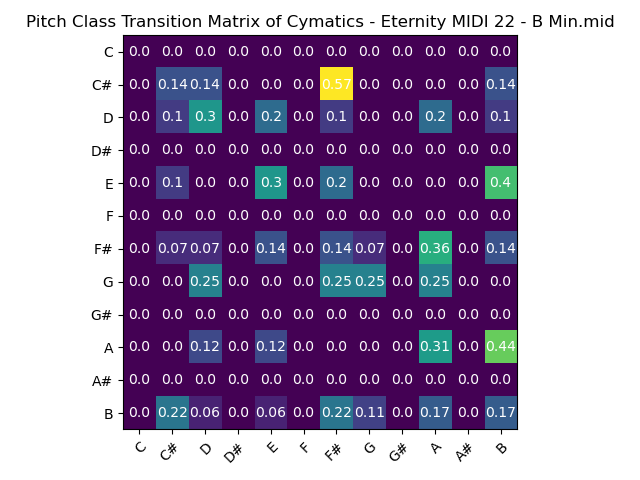 Pitch Class Transition Matrix of Cymatics - Eternity MIDI 22 - B Min.mid
C 0.0 0.0 0.0 0.0 0.0 0.0 0.0 0.0 0.0 0.0 0.0 0.0
C# 0.0 0.14 0.14 0.0 0.0 0.0 0.57 0.0 0.0 0.0 0.0 0.14
D 0.0 0.1 0.3 0.0 0.2 0.0 0.1 0.0 0.0 0.2 0.0 0.1
D# 0.0 0.0 0.0 0.0 0.0 0.0 0.0 0.0 0.0 0.0 0.0 0.0
E 0.0 0.1 0.0 0.0 0.3 0.0 0.2 0.0 0.0 0.0 0.0 0.4
F 0.0 0.0 0.0 0.0 0.0 0.0 0.0 0.0 0.0 0.0 0.0 0.0
F# 0.0 0.07 0.07 0.0 0.14 0.0 0.14 0.07 0.0 0.36 0.0 0.14
G 0.0 0.0 0.25 0.0 0.0 0.0 0.25 0.25 0.0 0.25 0.0 0.0
G# 0.0 0.0 0.0 0.0 0.0 0.0 0.0 0.0 0.0 0.0 0.0 0.0
A 0.0 0.0 0.12 0.0 0.12 0.0 0.0 0.0 0.0 0.31 0.0 0.44
A# 0.0 0.0 0.0 0.0 0.0 0.0 0.0 0.0 0.0 0.0 0.0 0.0
B 0.0 0.22 0.06 0.0 0.06 0.0 0.22 0.11 0.0 0.17 0.0 0.17
C C# D D# E F F# G G# A A# B